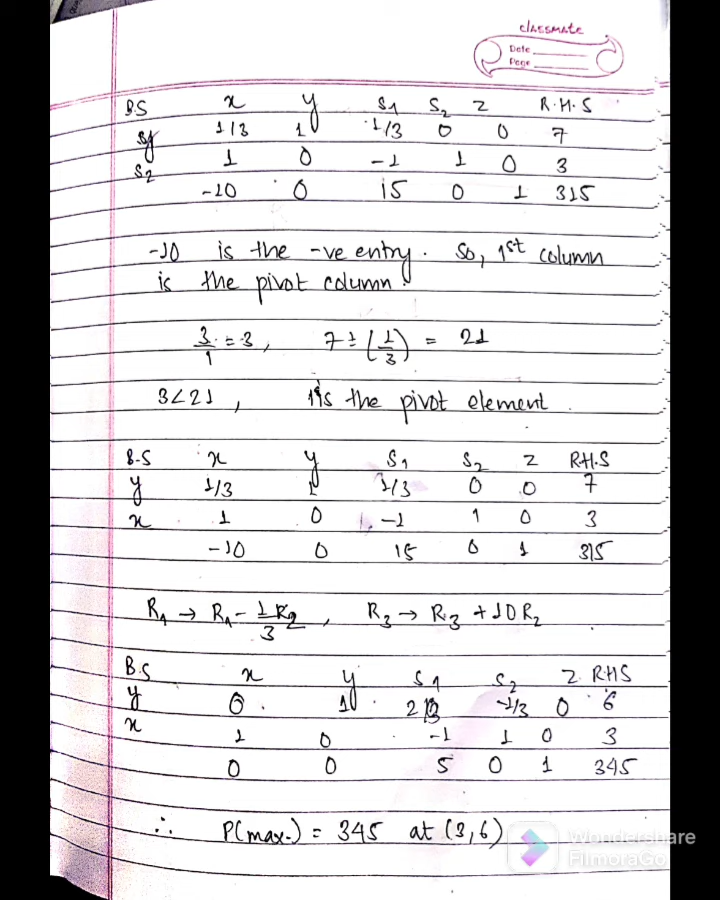 classmate
Date
Page
B.S x y S1 S2 z R.H.S
y 1/3 1 1/3 0 0 7
S2 1 0 -1 1 0 3
-10 0 15 0 1 315
-10 is the -ve entry. So, 1st column
is the pivot column.
3/1 = 3, 7 ÷ (1/3) = 21
3<21, 1 is the pivot element.
B.S x y S1 S2 z R.H.S
y 1/3 1 1/3 0 0 7
x 1 0 -1 1 0 3
-10 0 15 0 1 315
R1 → R1 - 1/3 R2, R3 → R3 + 10R2
B.S x y S1 S2 z RHS
y 0 1 2/3 -1/3 0 6
x 1 0 -1 1 0 3
0 0 5 0 1 345
∴ P(max.) = 345 at (3,6)
Wondershare
FilmoraGo